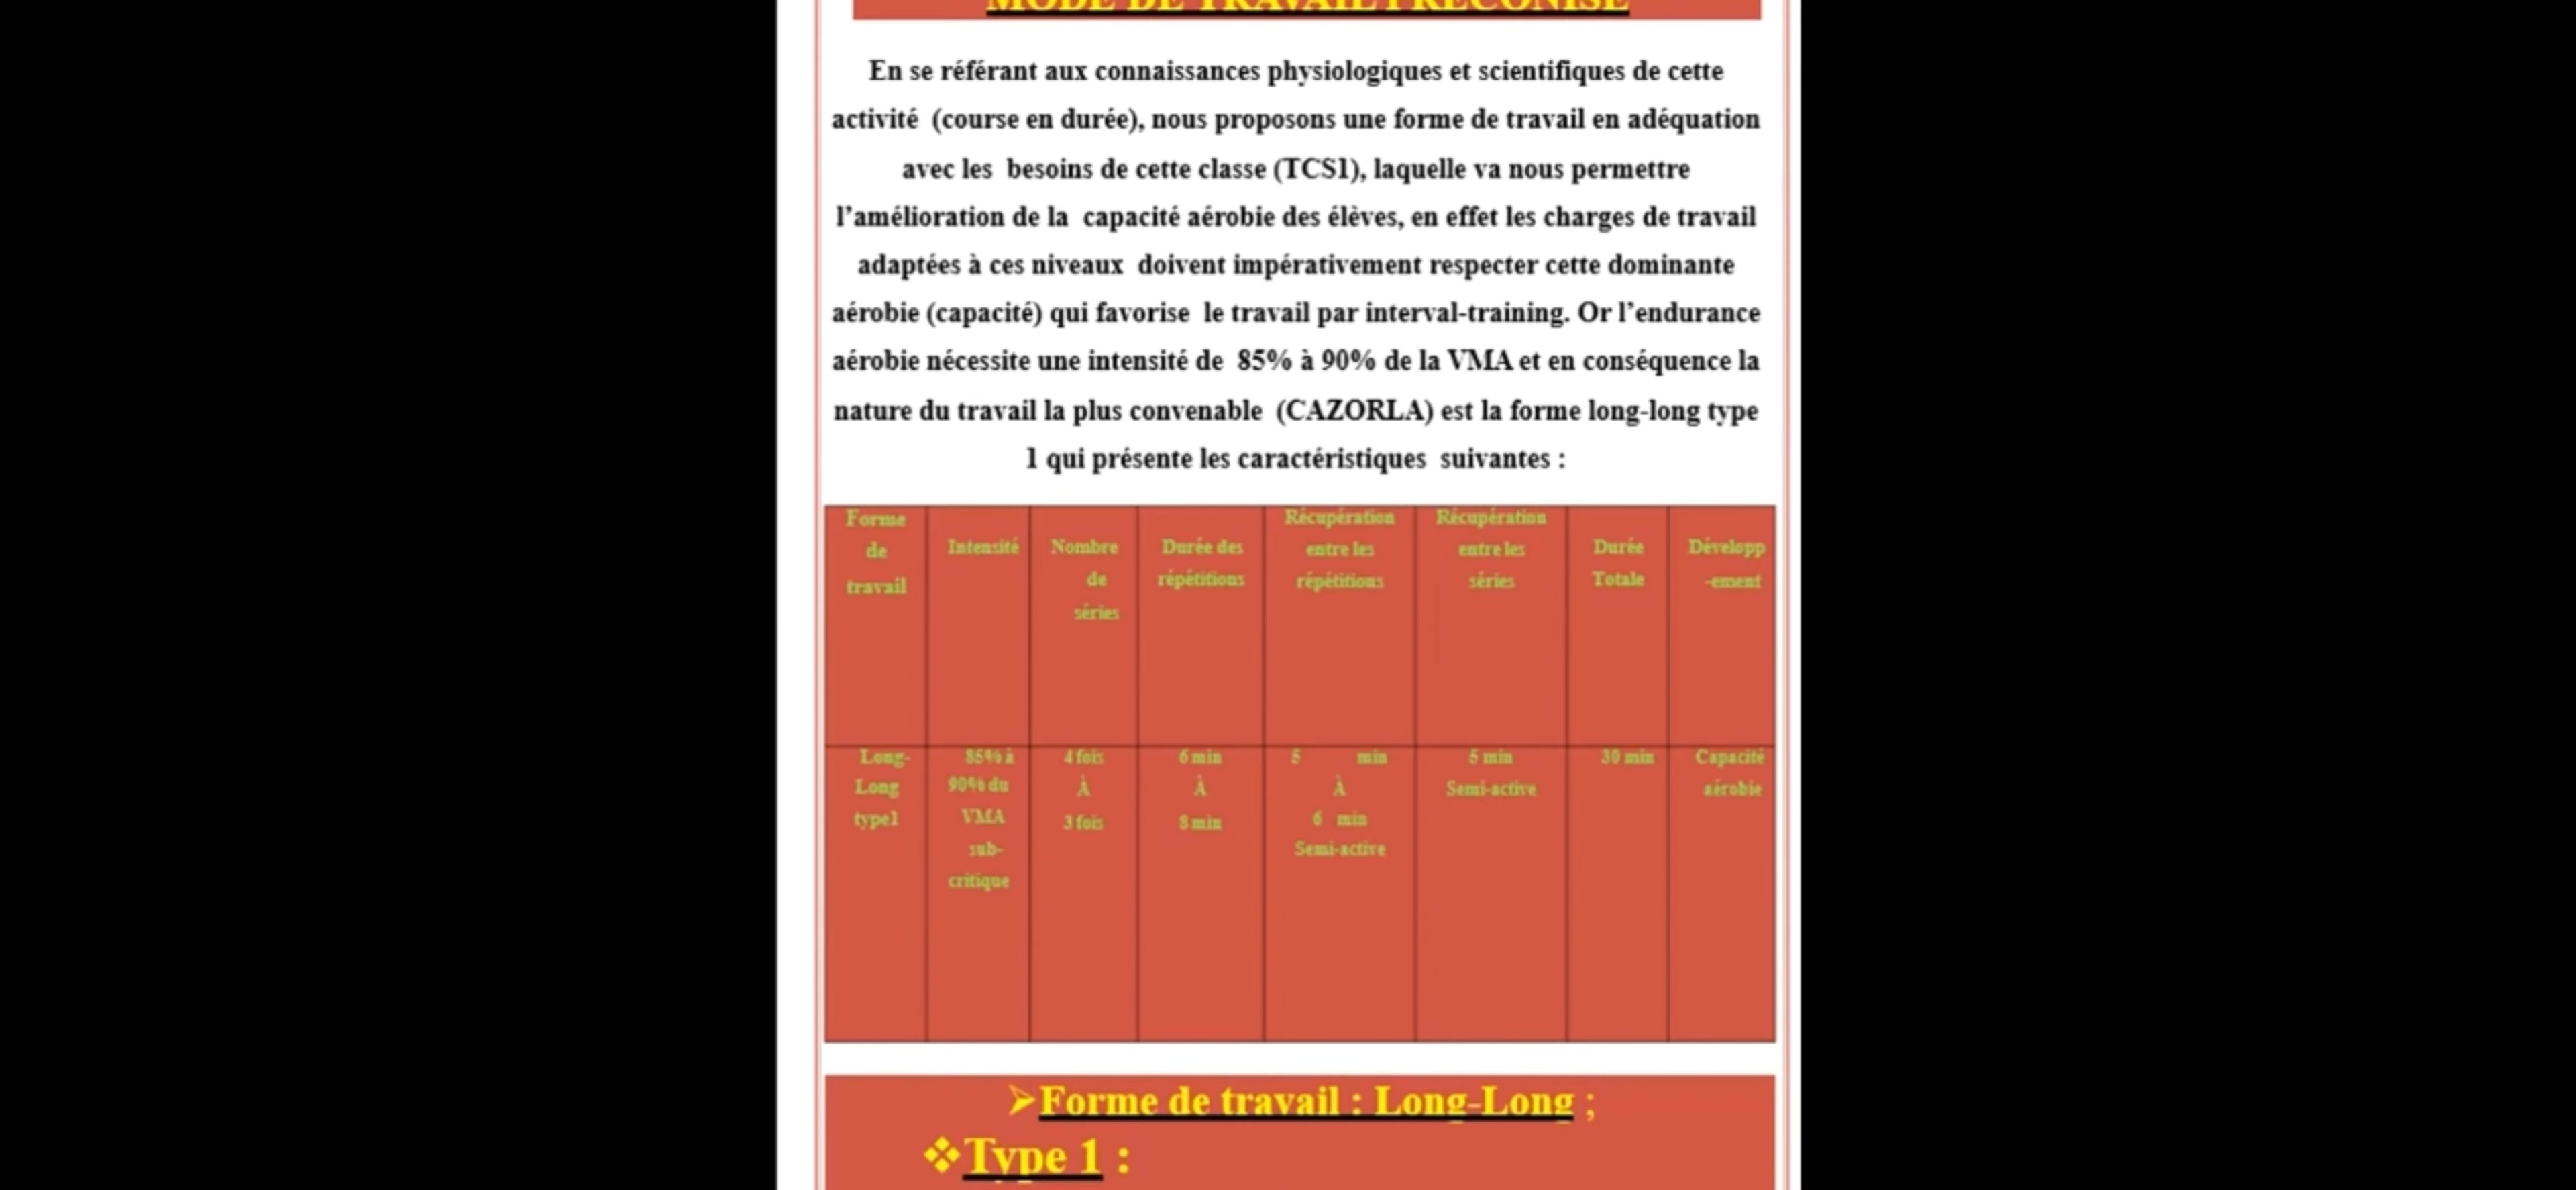 MODE DE TRAVAIL PRECONISE
En se référant aux connaissances physiologiques et scientifiques de cette
activité (course en durée), nous proposons une forme de travail en adéquation
avec les besoins de cette classe (TCS1), laquelle va nous permettre
l'amélioration de la capacité aérobie des élèves, en effet les charges de travail
adaptées à ces niveaux doivent impérativement respecter cette dominante
aérobie (capacité) qui favorise le travail par interval-training. Or l'endurance
aérobie nécessite une intensité de 85% à 90% de la VMA et en conséquence la
nature du travail la plus convenable (CAZORLA) est la forme long-long type
1 qui présente les caractéristiques suivantes :
Forme
de
travail
Intensité
Nombre
de
séries
Durée des
répétitions
Récupération
entre les
répétitions
Récupération
entre les
séries
Durée
Totale
Développ
-ement
Long-
Long
type1
85% à
90% du
VMA
sub-
critique
4 fois
À
3 fois
6 min
À
8 min
5 min
À
6 min
Semi-active
5 min
Semi-active
30 min
Capacité
aérobie
➢Forme de travail : Long-Long ;
❖Type 1 :